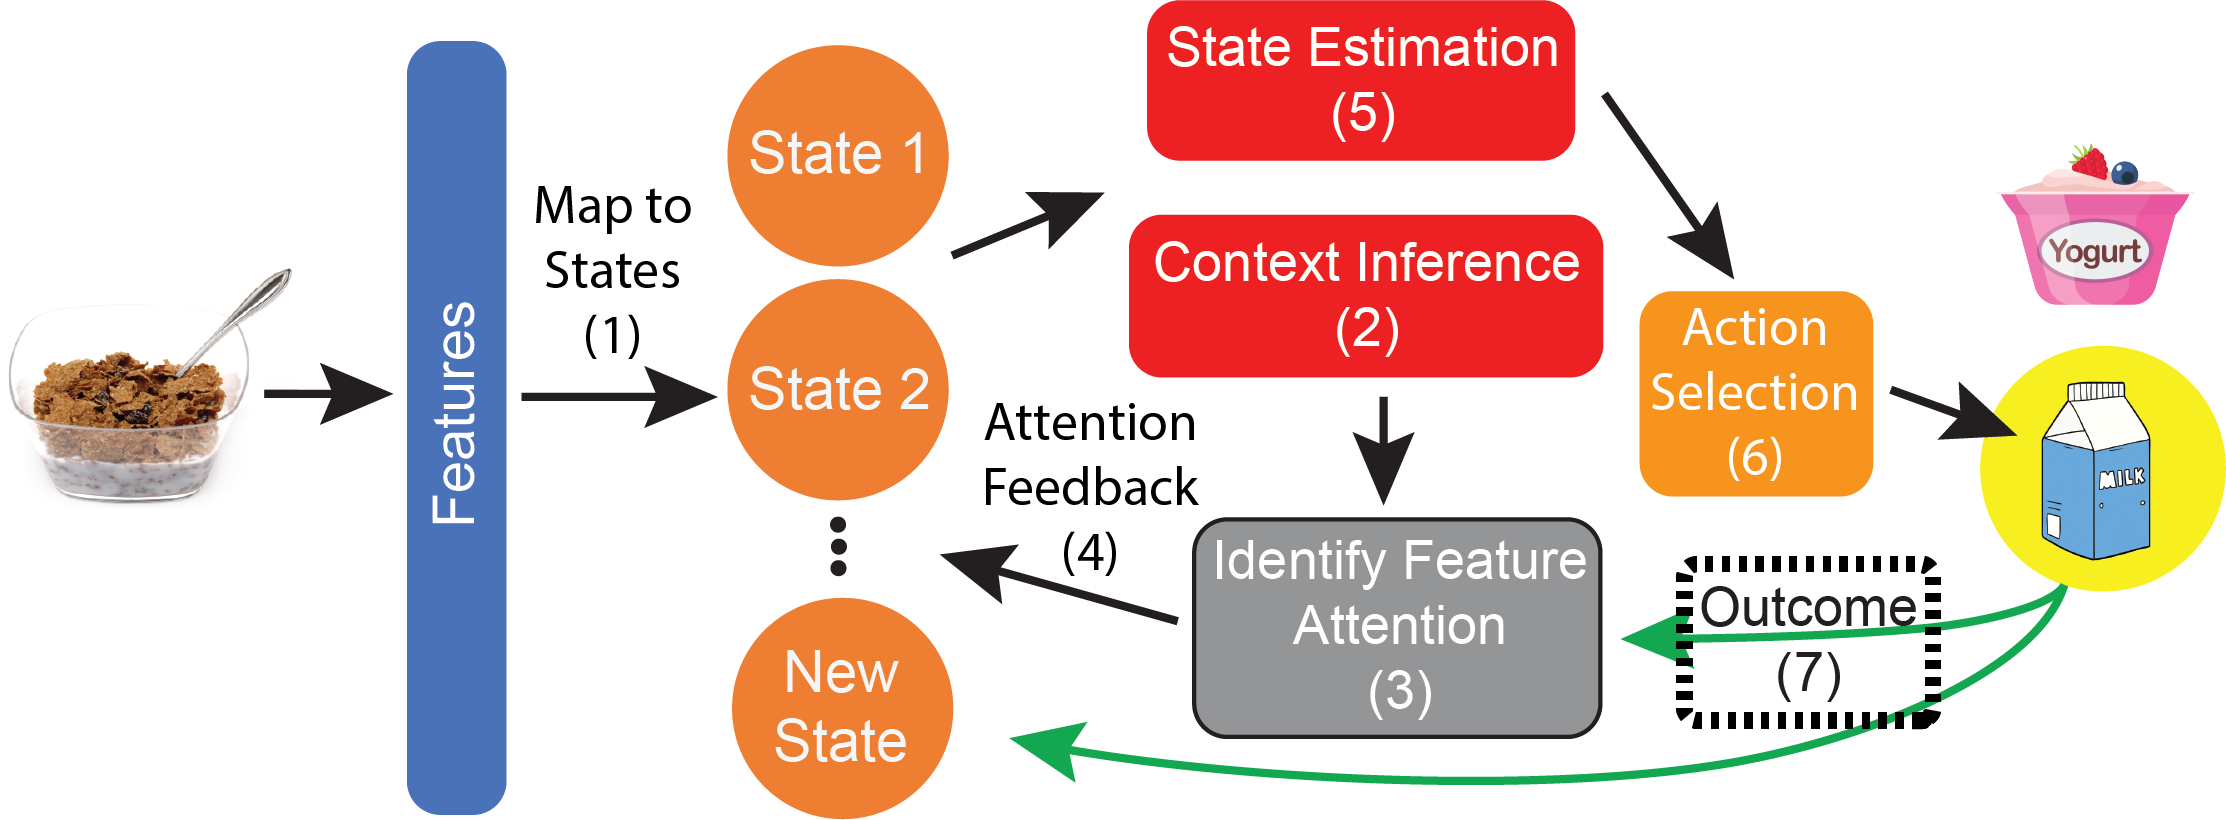 Features
Map to
States
(1)
State 1
State 2
New
State
State Estimation
(5)
Context Inference
(2)
Attention
Feedback
(4)
Identify Feature
Attention
(3)
Action
Selection
(6)
Outcome
(7)
Yogurt
MILK